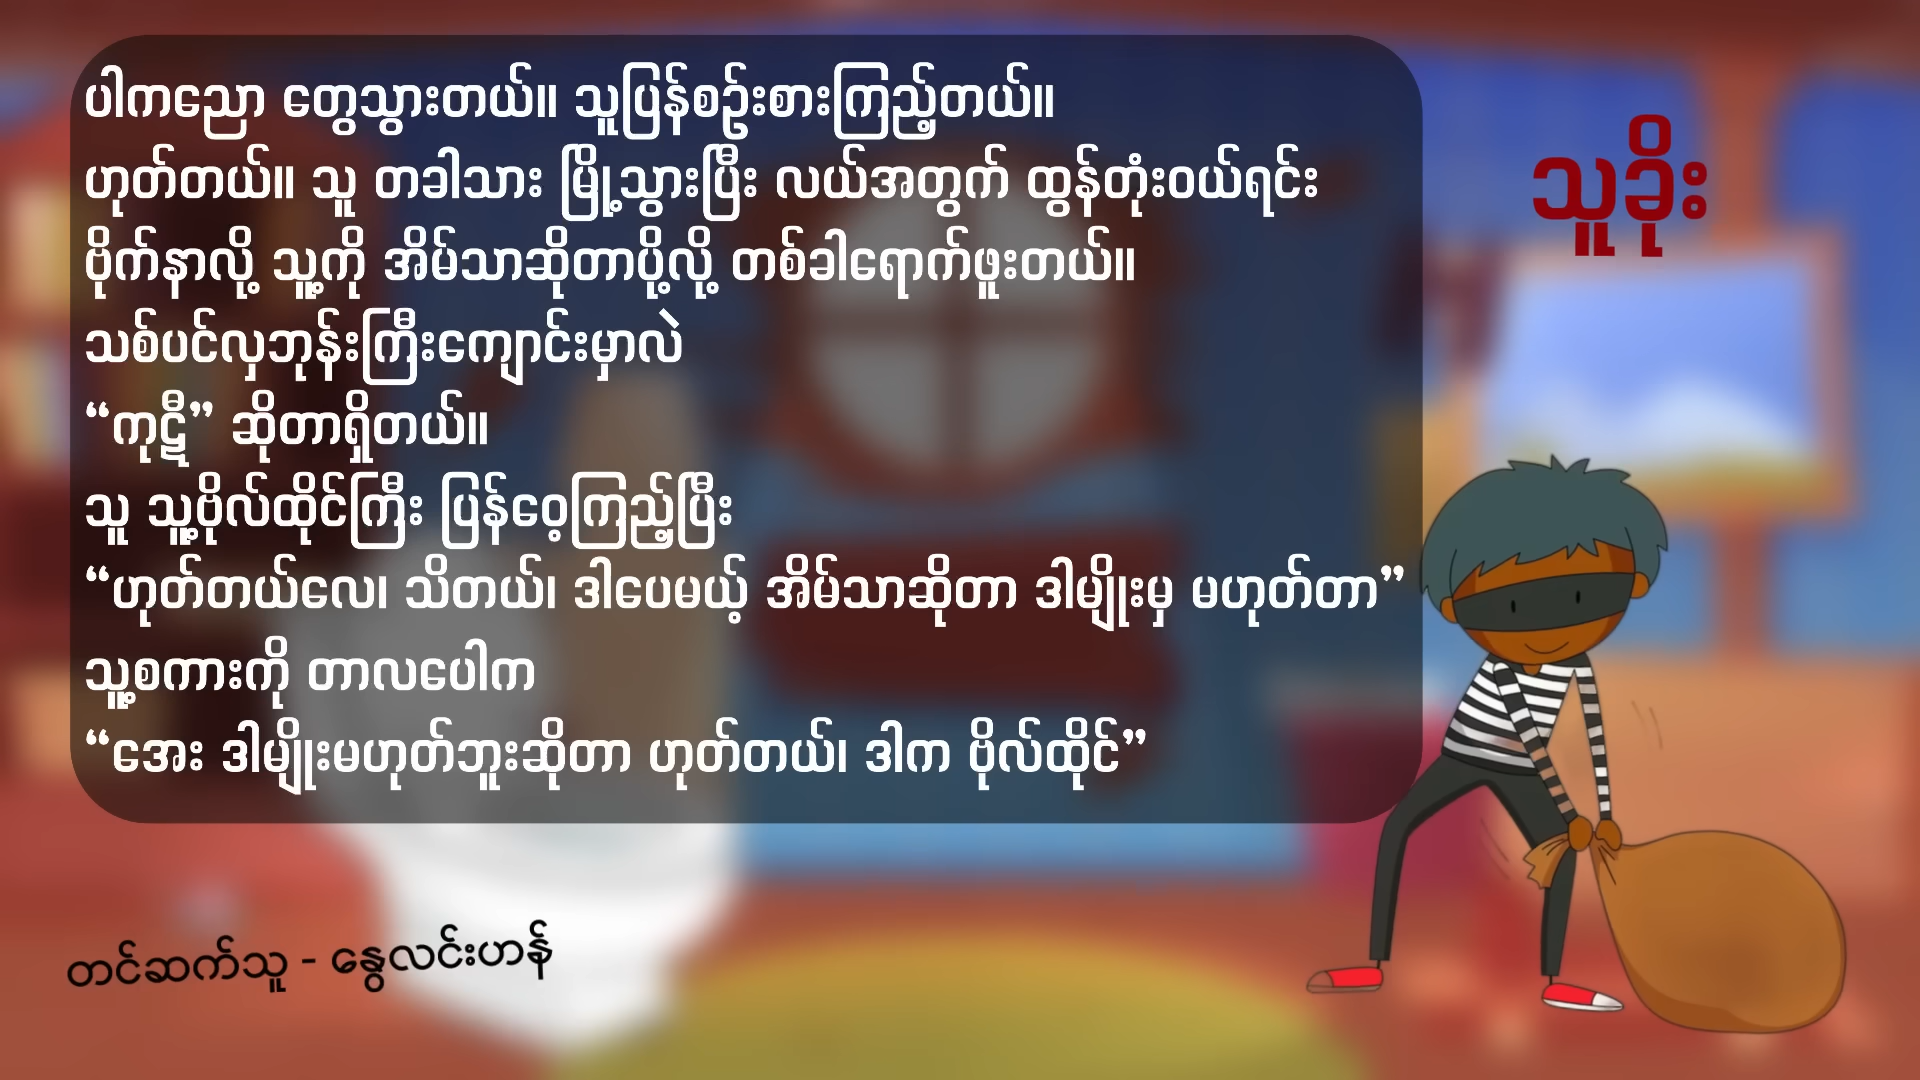 ပါကညော တွေသွားတယ်။ သူပြန်စဥ်းစားကြည့်တယ်။
ဟုတ်တယ်။ သူ တခါသား မြို့သွားပြီး လယ်အတွက် ထွန်တုံးဝယ်ရင်း
ဗိုက်နာလို့ သူ့ကို အိမ်သာဆိုတာပို့လို့ တစ်ခါရောက်ဖူးတယ်။
သစ်ပင်လှဘုန်းကြီးကျောင်းမှာလဲ
“ကုဋီ” ဆိုတာရှိတယ်။
သူ သူ့ဗိုလ်ထိုင်ကြီး ပြန်ဝေ့ကြည့်ပြီး
“ဟုတ်တယ်လေ၊ သိတယ်၊ ဒါပေမယ့် အိမ်သာဆိုတာ ဒါမျိုးမှ မဟုတ်တာ”
သူ့စကားကို တာလပေါက
“အေး ဒါမျိုးမဟုတ်ဘူးဆိုတာ ဟုတ်တယ်၊ ဒါက ဗိုလ်ထိုင်”
သူခိုး
တင်ဆက်သူ - နွေလင်းဟန်